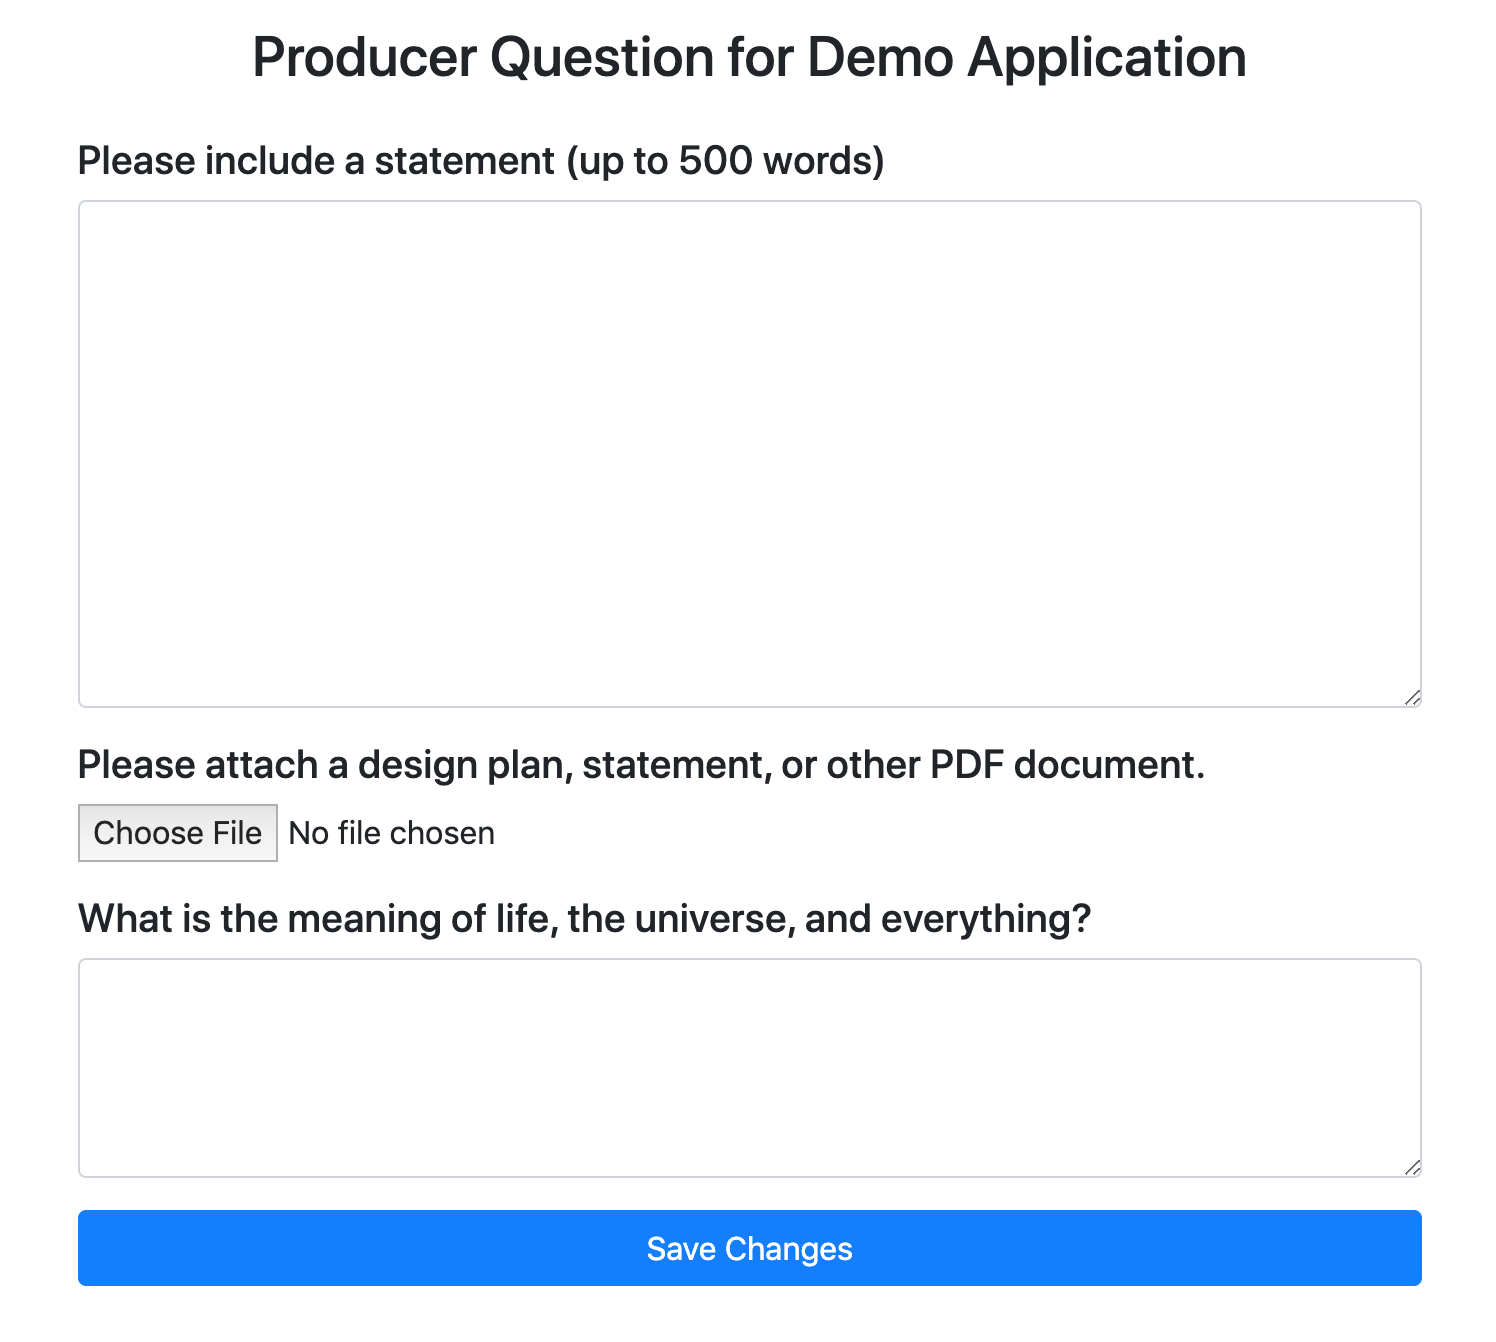 Producer Question for Demo Application
Please include a statement (up to 500 words)
Please attach a design plan, statement, or other PDF document.
Choose File No file chosen
What is the meaning of life, the universe, and everything?
Save Changes